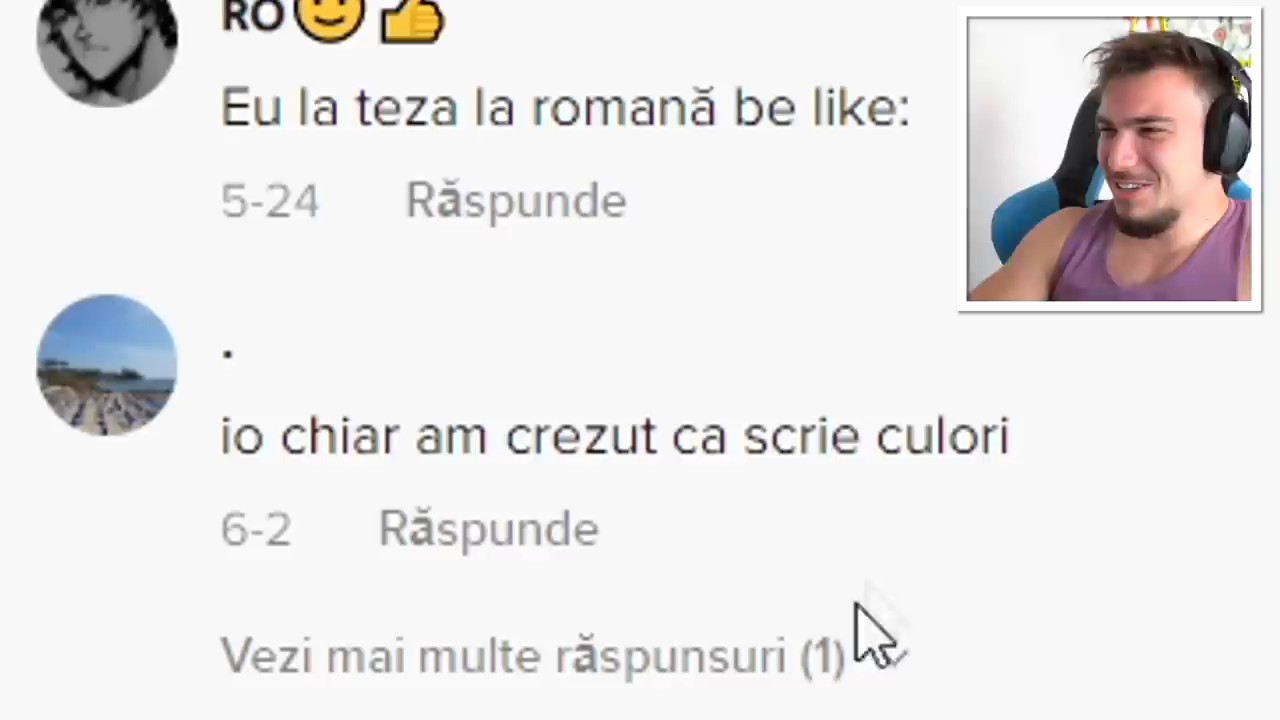 RO🙂👍
Eu la teza la romană be like:
5-24 Răspunde
.
io chiar am crezut ca scrie culori
6-2 Răspunde
Vezi mai multe răspunsuri (1)